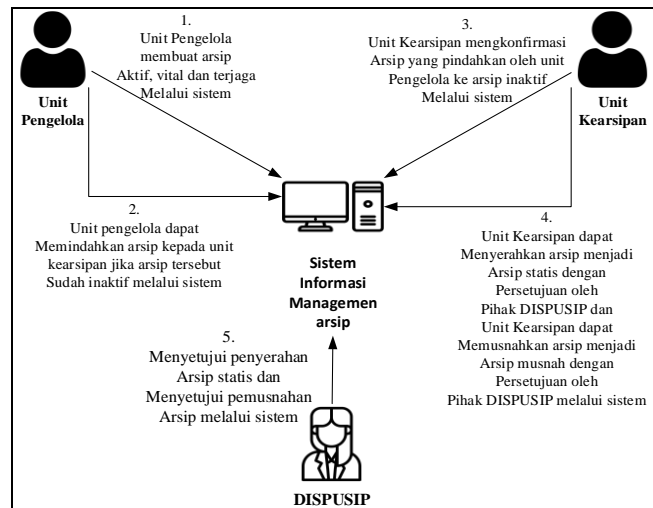 1.
Unit Pengelola
membuat arsip
Aktif, vital dan terjaga
Melalui sistem
3.
Unit Kearsipan mengkonfirmasi
Arsip yang pindahkan oleh unit
Pengelola ke arsip inaktif
Melalui sistem
Unit
Pengelola
Unit
Kearsipan
2.
Unit pengelola dapat
Memindahkan arsip kepada unit
kearsipan jika arsip tersebut
Sudah inaktif melalui sistem
Sistem
Informasi
Managemen
arsip
4.
Unit Kearsipan dapat
Menyerahkan arsip menjadi
Arsip statis dengan
Persetujuan oleh
Pihak DISPUSIP dan
Unit Kearsipan dapat
Memusnahkan arsip menjadi
Arsip musnah dengan
Persetujuan oleh
Pihak DISPUSIP melalui sistem
5.
Menyetujui penyerahan
Arsip statis dan
Menyetujui pemusnahan
Arsip melalui sistem
DISPUSIP